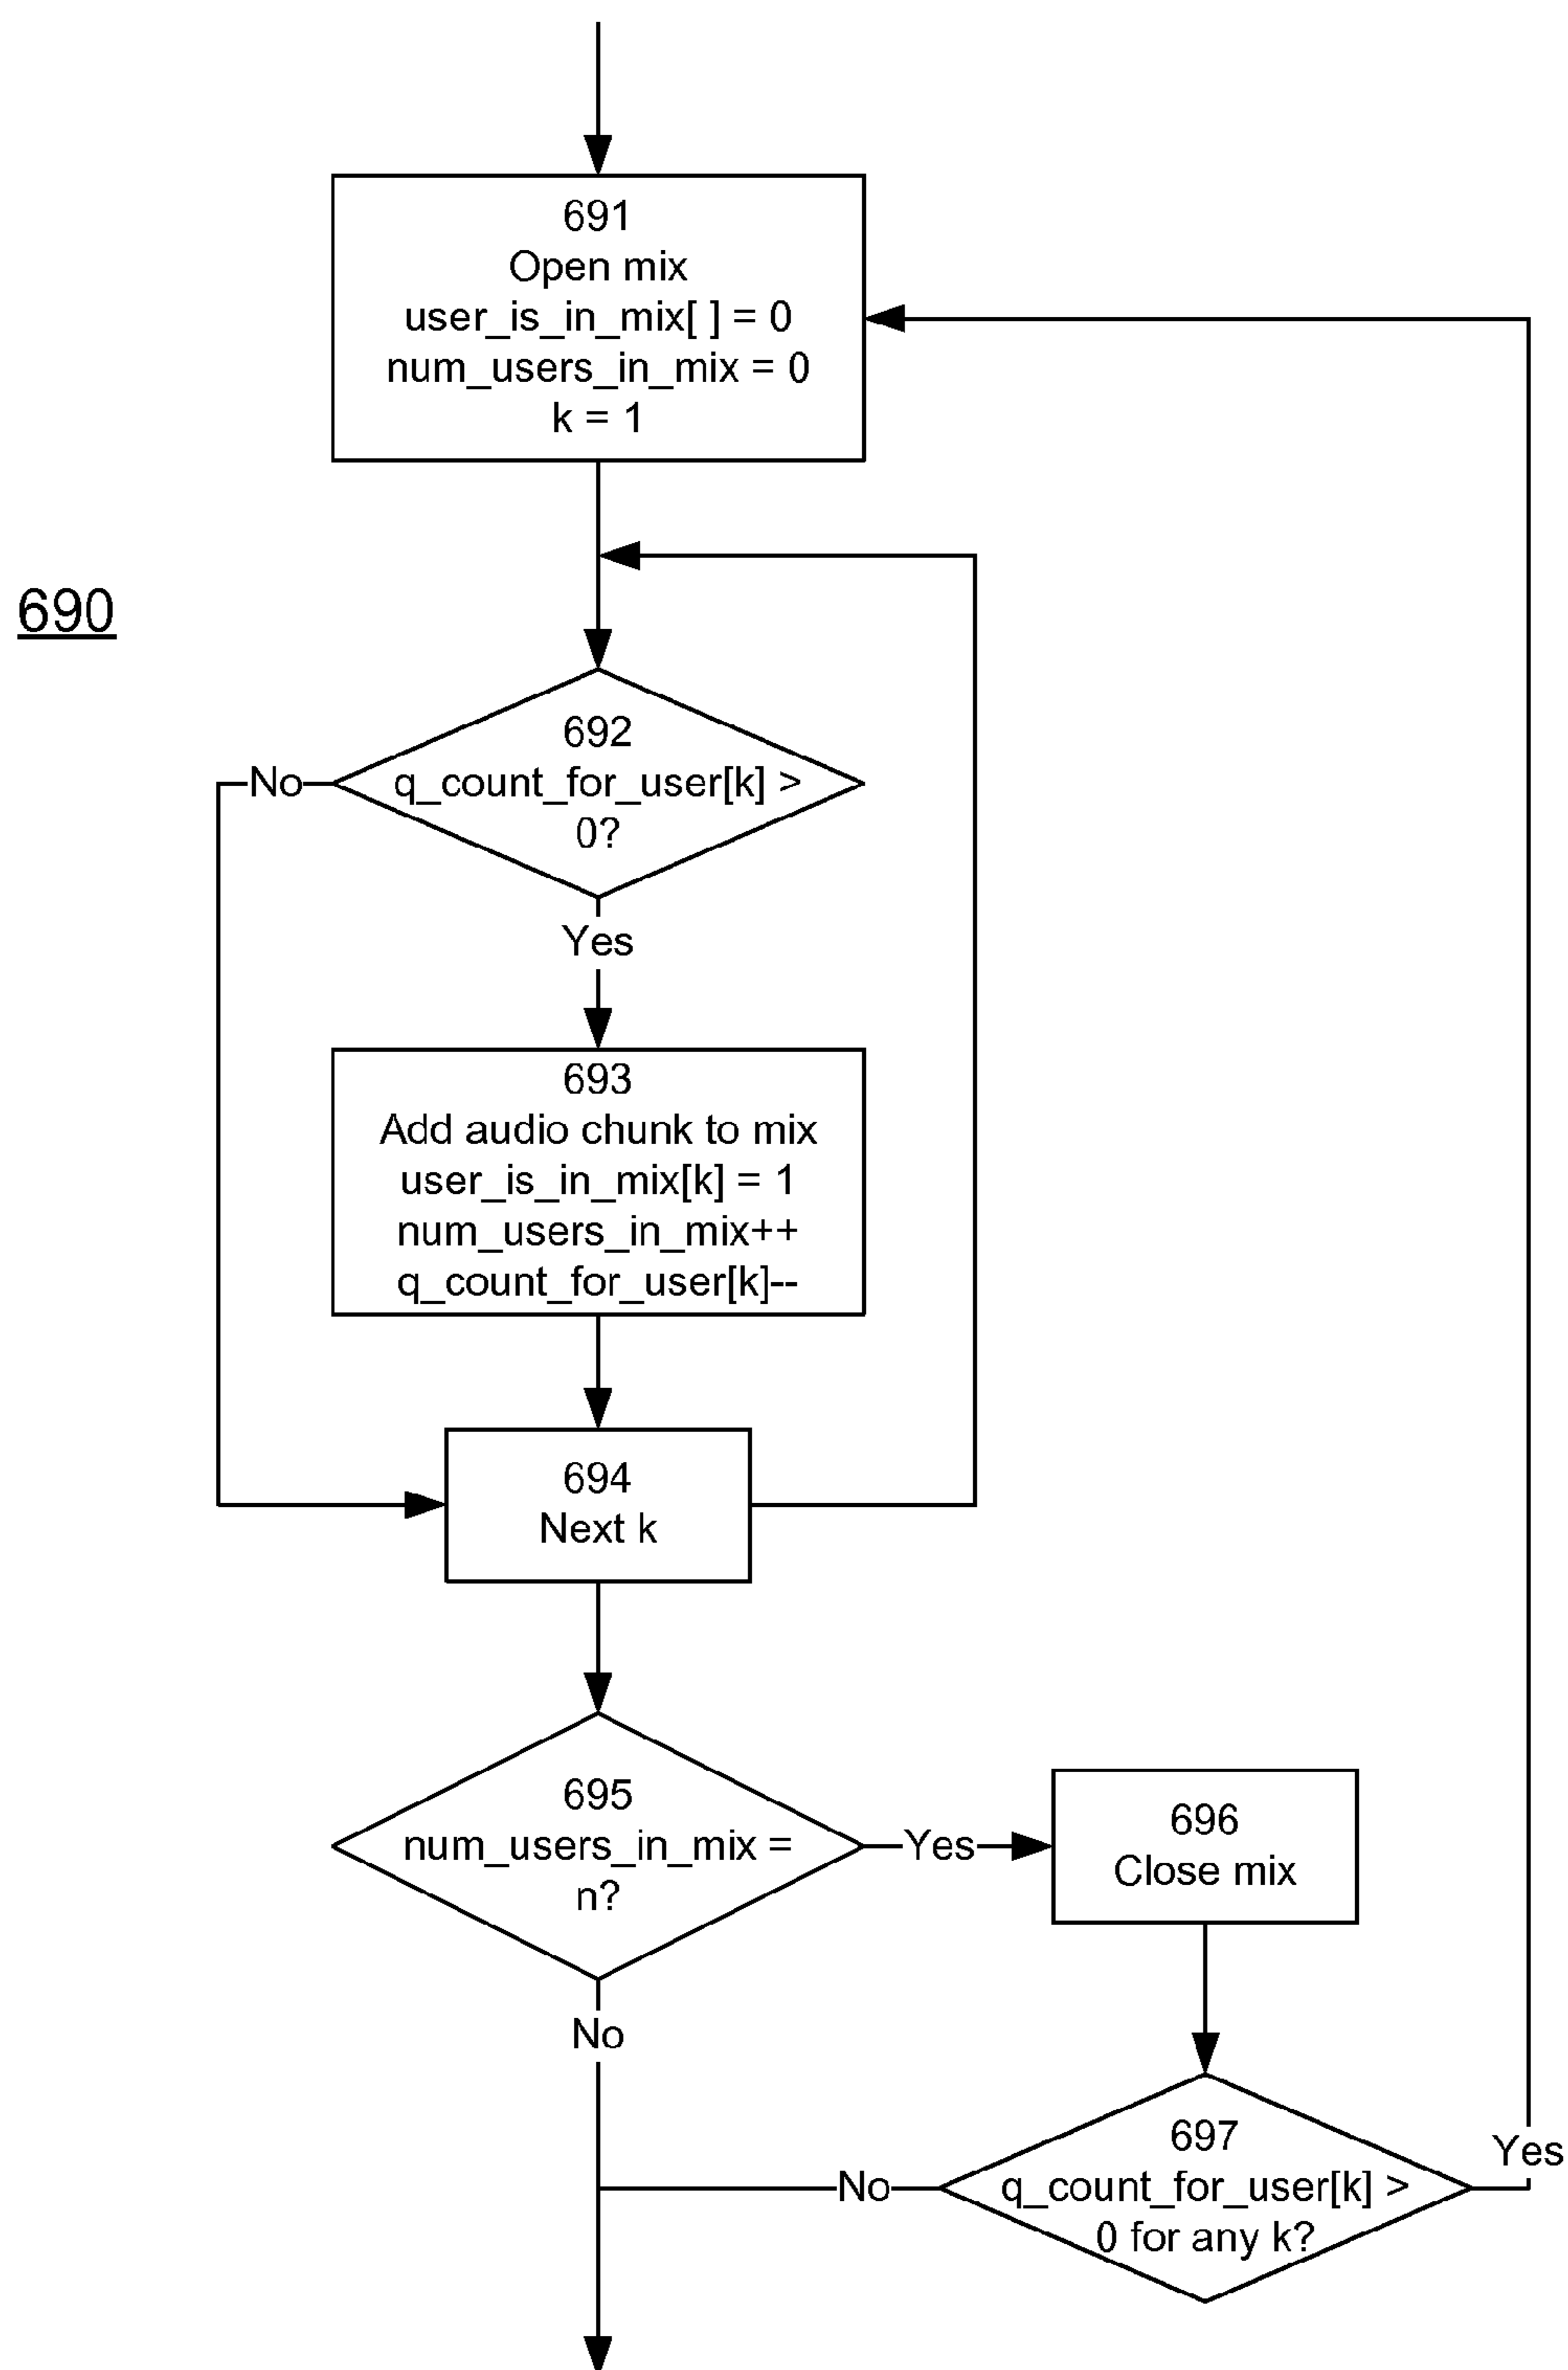 691
Open mix
user_is_in_mix[ ] = 0
num_users_in_mix = 0
k = 1
690
692
q_count_for_user[k] >
0?
No
Yes
693
Add audio chunk to mix
user_is_in_mix[k] = 1
num_users_in_mix++
q_count_for_user[k]--
694
Next k
695
num_users_in_mix =
n?
Yes
696
Close mix
No
697
q_count_for_user[k] >
0 for any k?
No
Yes